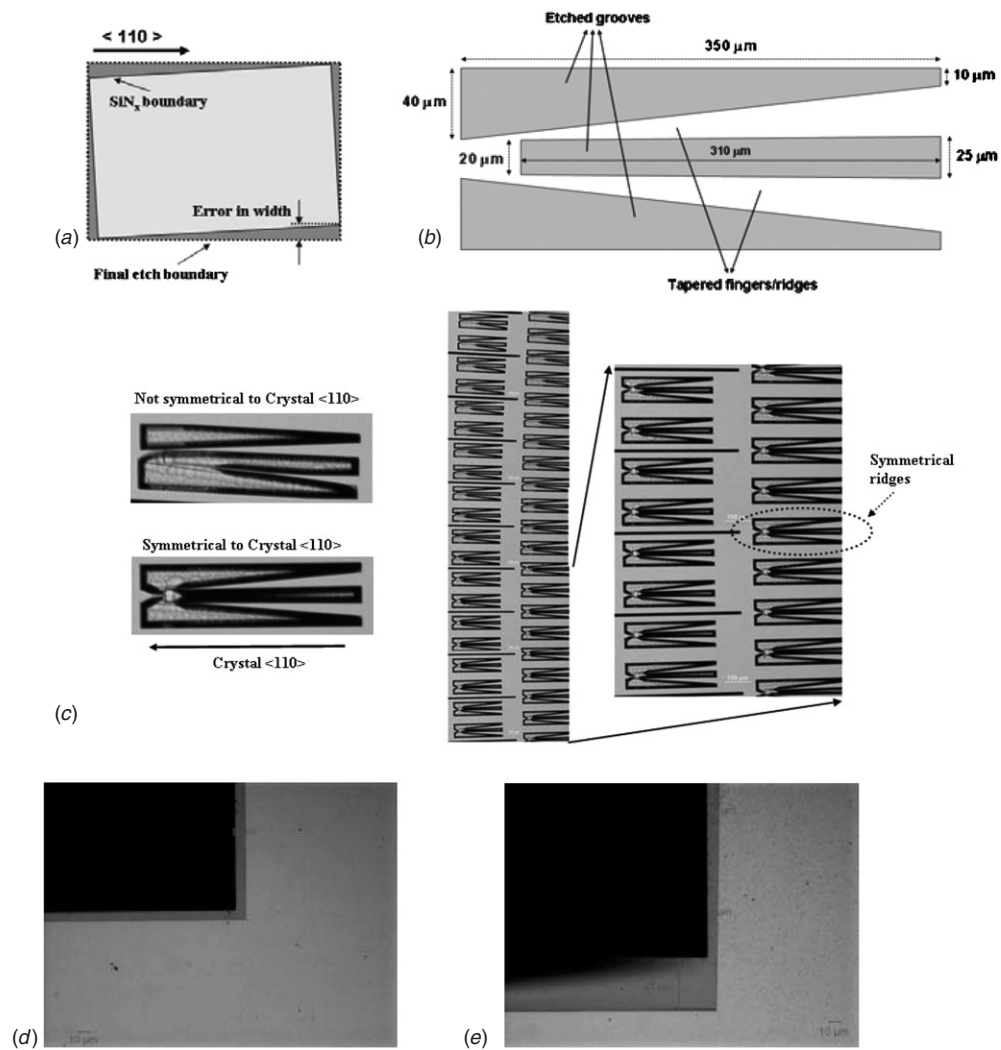 < 110 >
SiNx boundary
Error in width
(a)
Final etch boundary
Etched grooves
350 μm
10 μm
40 μm
310 μm
20 μm
25 μm
(b)
Tapered fingers/ridges
Not symmetrical to Crystal <110>
Symmetrical to Crystal <110>
Crystal <110>
(c)
Symmetrical
ridges
100 μm
(d)
10 μm
(e)
10 μm